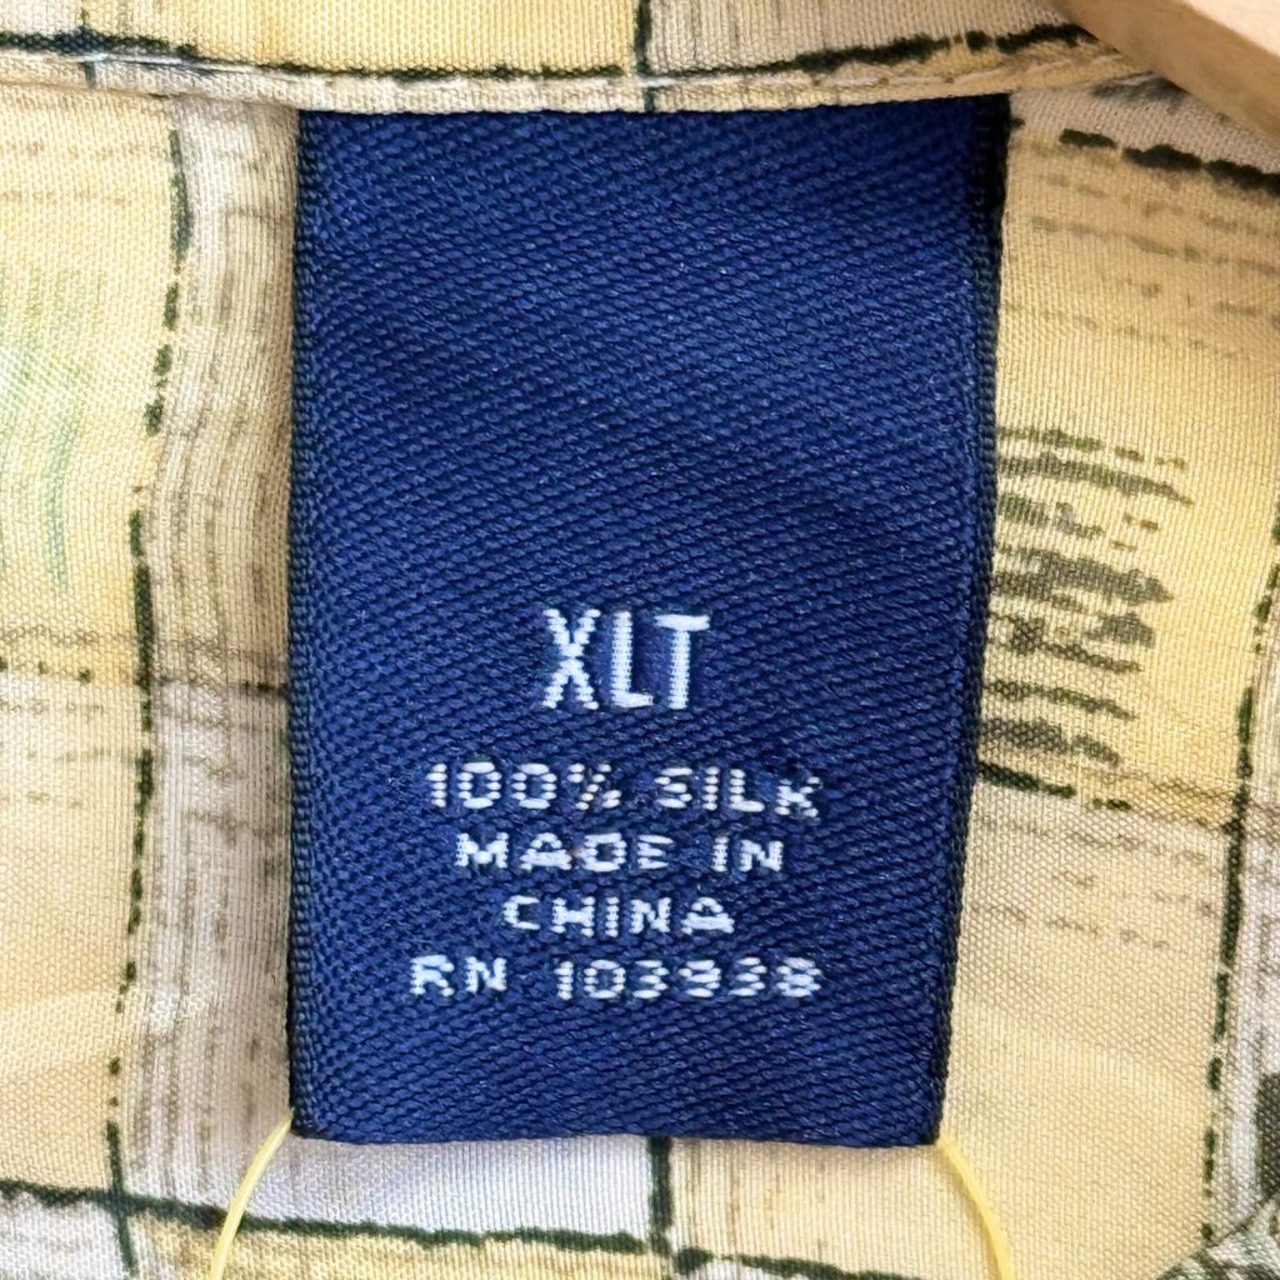 XLT
100% SILK
MADE IN
CHINA
RN 103938